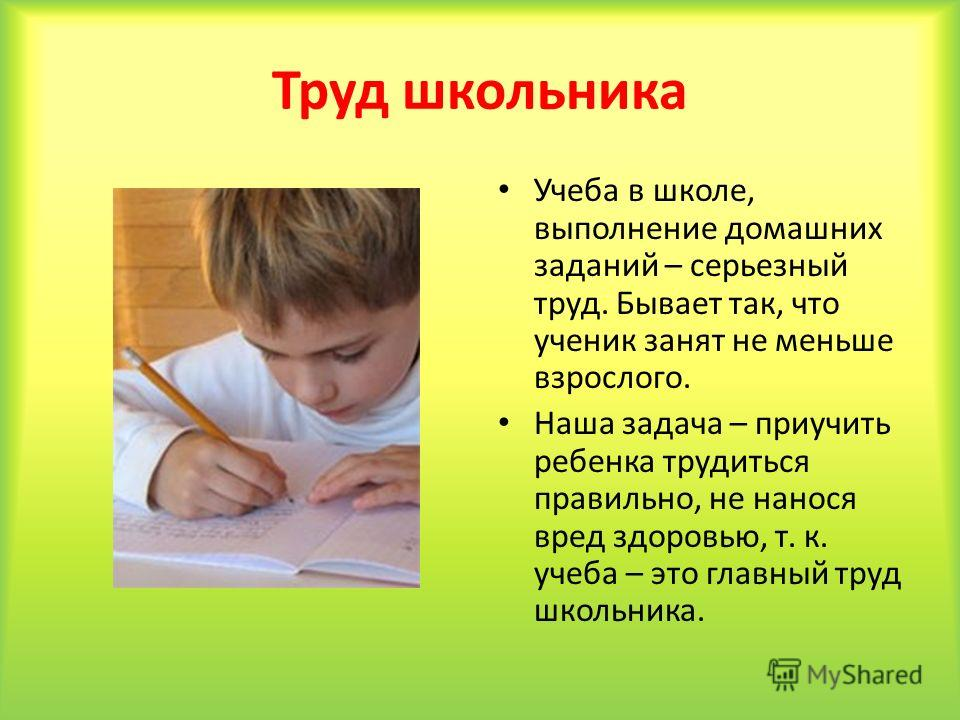 Труд школьника
• Учеба в школе,
выполнение домашних
заданий – серьезный
труд. Бывает так, что
ученик занят не меньше
взрослого.
• Наша задача – приучить
ребенка трудиться
правильно, не нанося
вред здоровью, т. к.
учеба – это главный труд
школьника.
MyShared